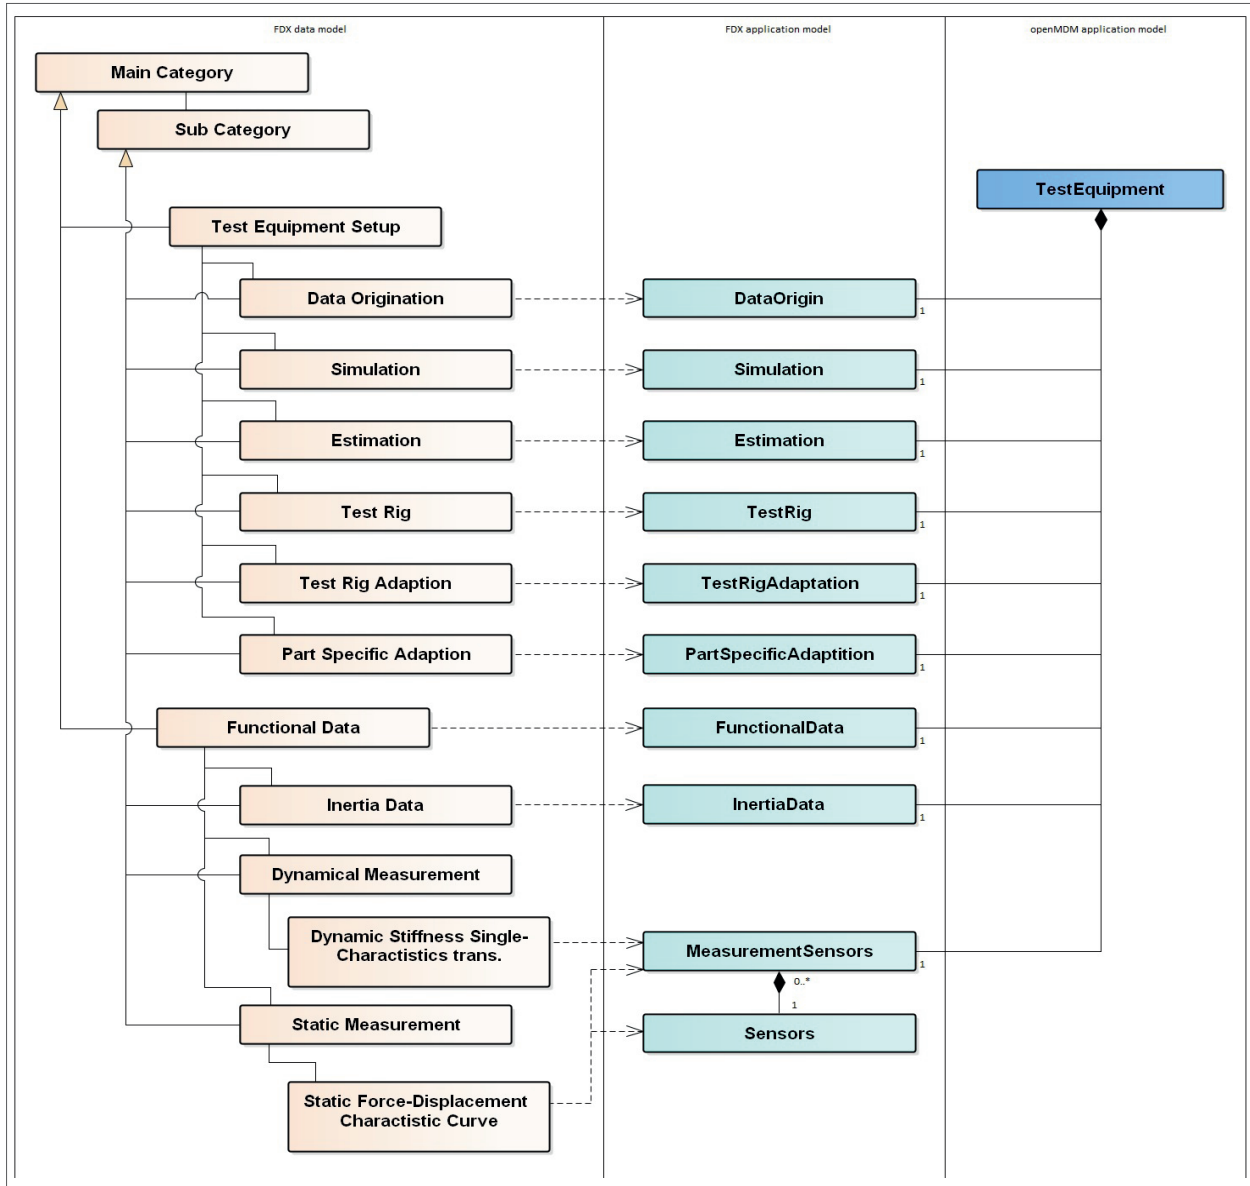 FDX data model
FDX application model
openMDM application model
Main Category
Sub Category
TestEquipment
Test Equipment Setup
Data Origination
DataOrigin
1
Simulation
Simulation
1
Estimation
Estimation
1
Test Rig
TestRig
1
Test Rig Adaption
TestRigAdaptation
1
Part Specific Adaption
PartSpecificAdaptition
1
Functional Data
FunctionalData
1
Inertia Data
InertiaData
1
Dynamical Measurement
Dynamic Stiffness Single-
Charactistics trans.
MeasurementSensors
1
0..*
1
Static Measurement
Sensors
Static Force-Displacement
Charactistic Curve